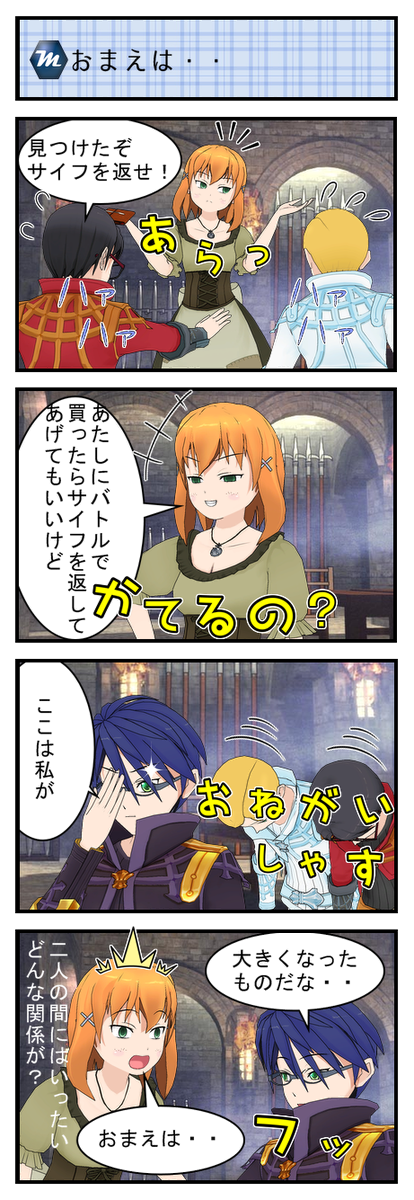 おまえは・・
見つけたぞ
サイフを返せ！
あらっ
ハァ
ハァ
ハァ
ハァ
あたしにバトルで
買ったらサイフを返して
あげてもいいけど
かてるの？
ここは私が
おねがい
しゃす
大きくなった
ものだな・・
二人の間にはいったい
どんな関係が？
おまえは・・
フッ